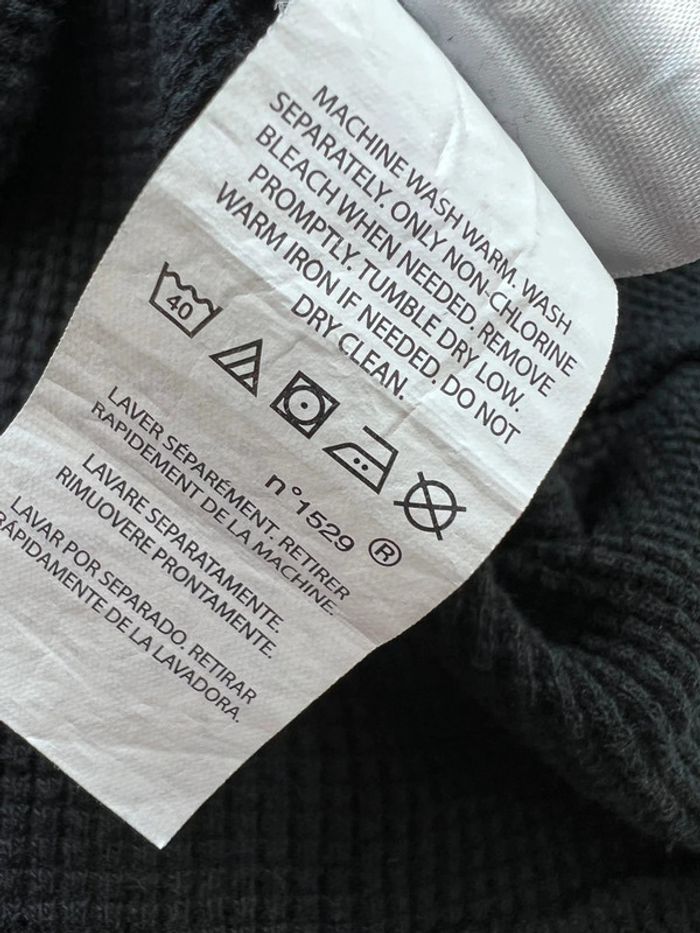 MACHINE WASH WARM. WASH
SEPARATELY. ONLY NON-CHLORINE
BLEACH WHEN NEEDED. REMOVE
PROMPTLY. TUMBLE DRY LOW.
WARM IRON IF NEEDED. DO NOT
DRY CLEAN.
40
n°1529 ®
LAVER SÉPARÉMENT. RETIRER
RAPIDEMENT DE LA MACHINE.
LAVARE SEPARATAMENTE.
RIMUOVERE PRONTAMENTE.
LAVAR POR SEPARADO. RETIRAR
RÁPIDAMENTE DE LA LAVADORA.